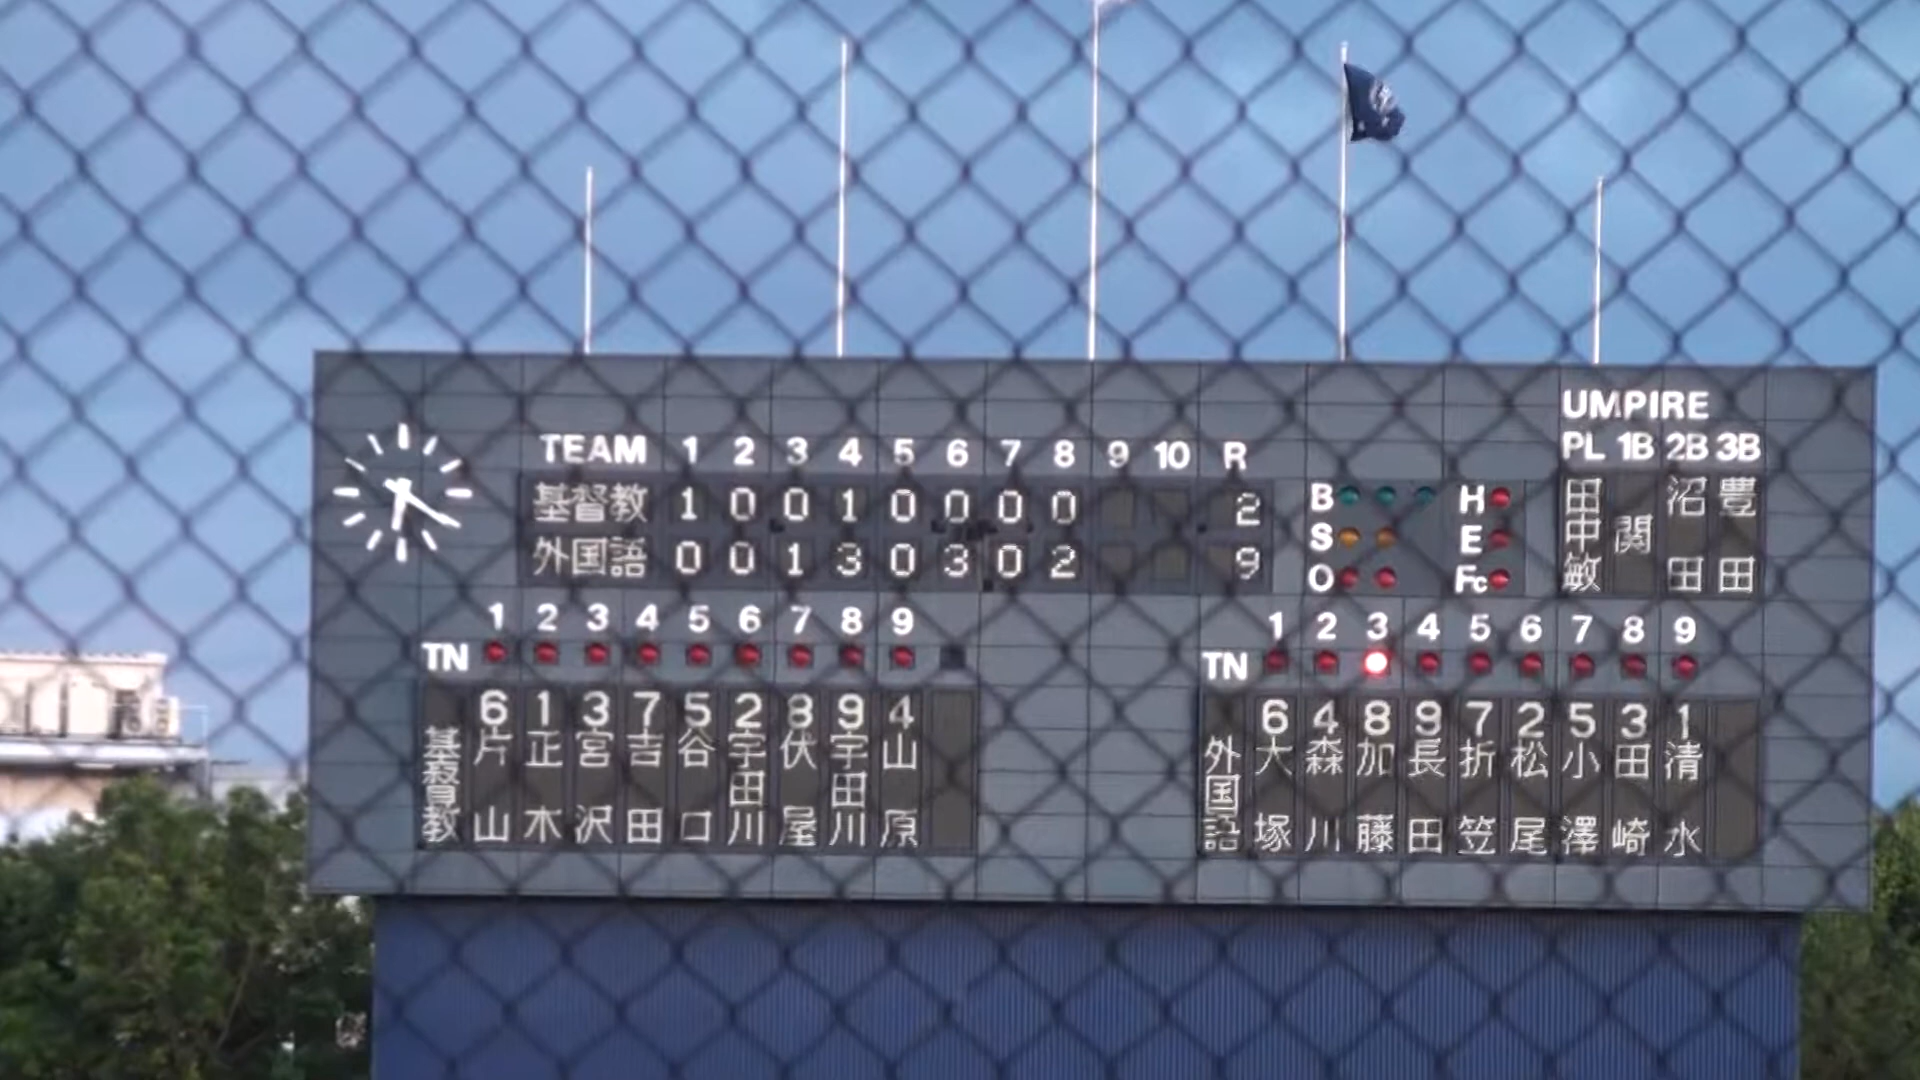 UMPIRE
TEAM 1 2 3 4 5 6 7 8 9 10 R
PL 1B 2B 3B
基督教 1 0 0 1 0 0 0 0 2
外国語 0 0 1 3 0 3 0 2 9
B H
S E
O Fc
田中敏 関 沼田 豊田
1 2 3 4 5 6 7 8 9
TN
6 1 3 7 5 2 8 9 4
基督教 片山 正木 宮沢 吉田 谷口 宇田川 伏屋 宇田川 山原
1 2 3 4 5 6 7 8 9
TN
6 4 8 9 7 2 5 3 1
外国語 大塚 森川 加藤 長田 折笠 松尾 小澤 田崎 清水